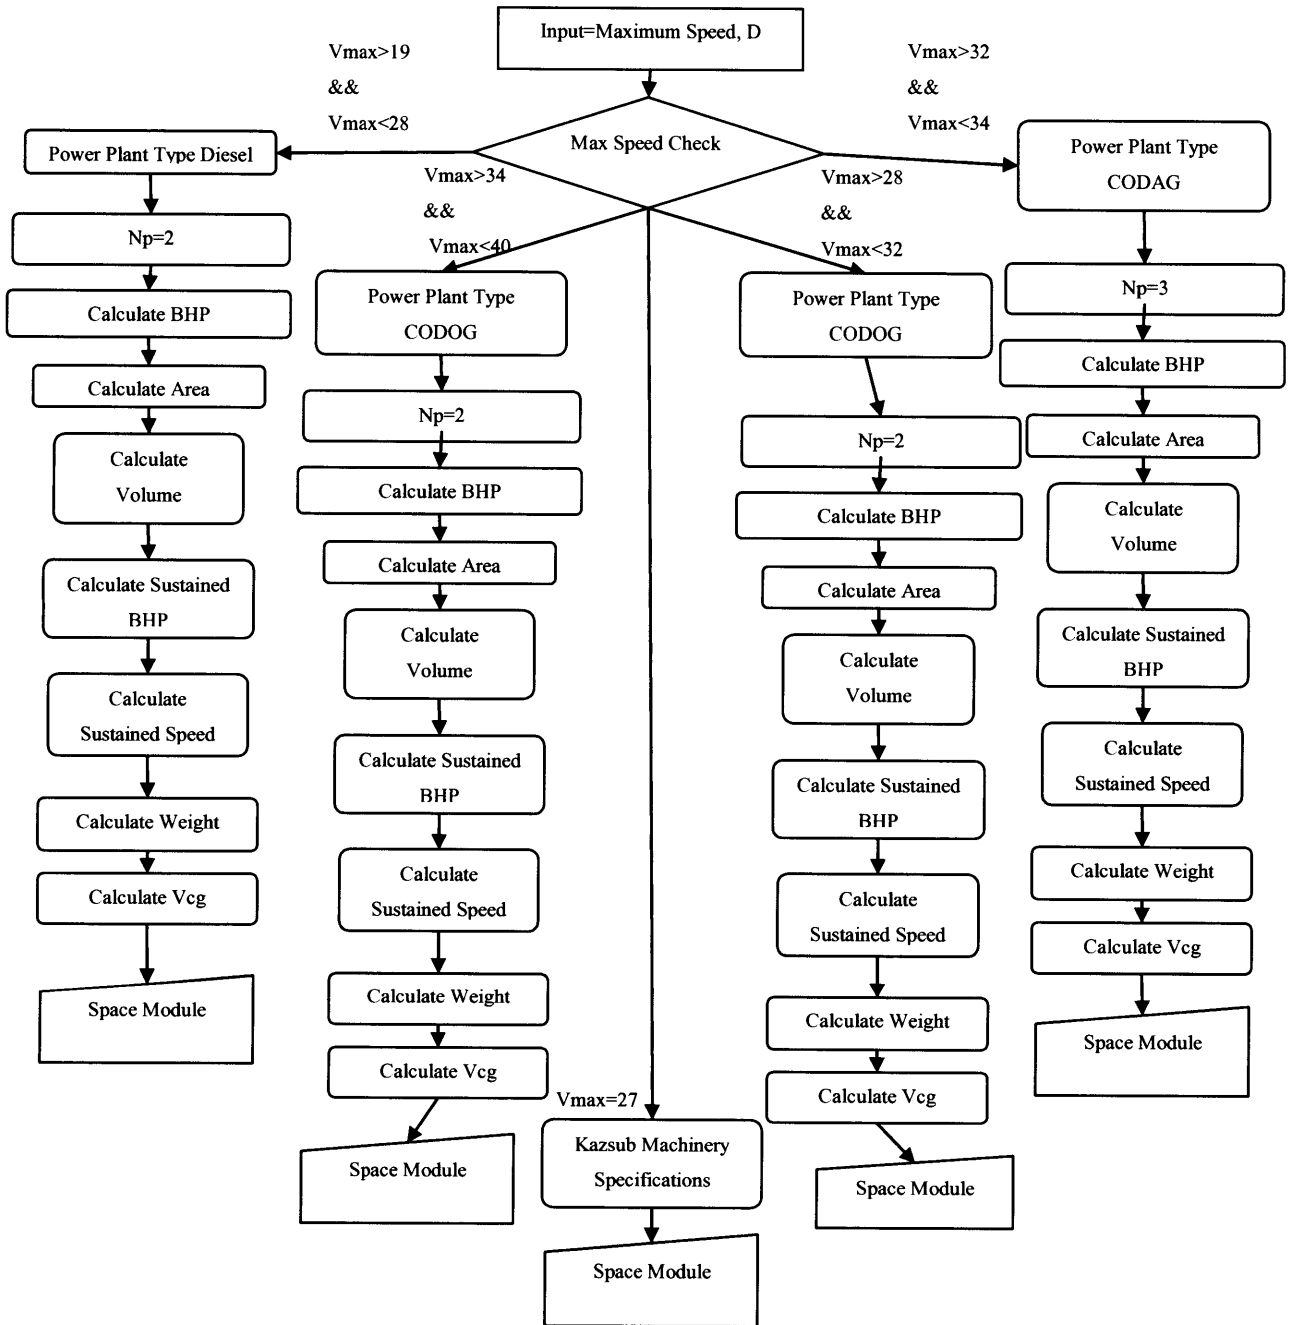 Input=Maximum Speed, D
Vmax>19
&&
Vmax<28
Vmax>32
&&
Vmax<34
Max Speed Check
Vmax>34
&&
Vmax<40
Vmax>28
&&
Vmax<32
Power Plant Type Diesel
Np=2
Calculate BHP
Calculate Area
Calculate
Volume
Calculate Sustained
BHP
Calculate
Sustained Speed
Calculate Weight
Calculate Vcg
Space Module
Power Plant Type
CODOG
Np=2
Calculate BHP
Calculate Area
Calculate
Volume
Calculate Sustained
BHP
Calculate
Sustained Speed
Calculate Weight
Calculate Vcg
Space Module
Vmax=27
Kazsub Machinery
Specifications
Space Module
Power Plant Type
CODOG
Np=2
Calculate BHP
Calculate Area
Calculate
Volume
Calculate Sustained
BHP
Calculate
Sustained Speed
Calculate Weight
Calculate Vcg
Space Module
Power Plant Type
CODAG
Np=3
Calculate BHP
Calculate Area
Calculate
Volume
Calculate Sustained
BHP
Calculate
Sustained Speed
Calculate Weight
Calculate Vcg
Space Module